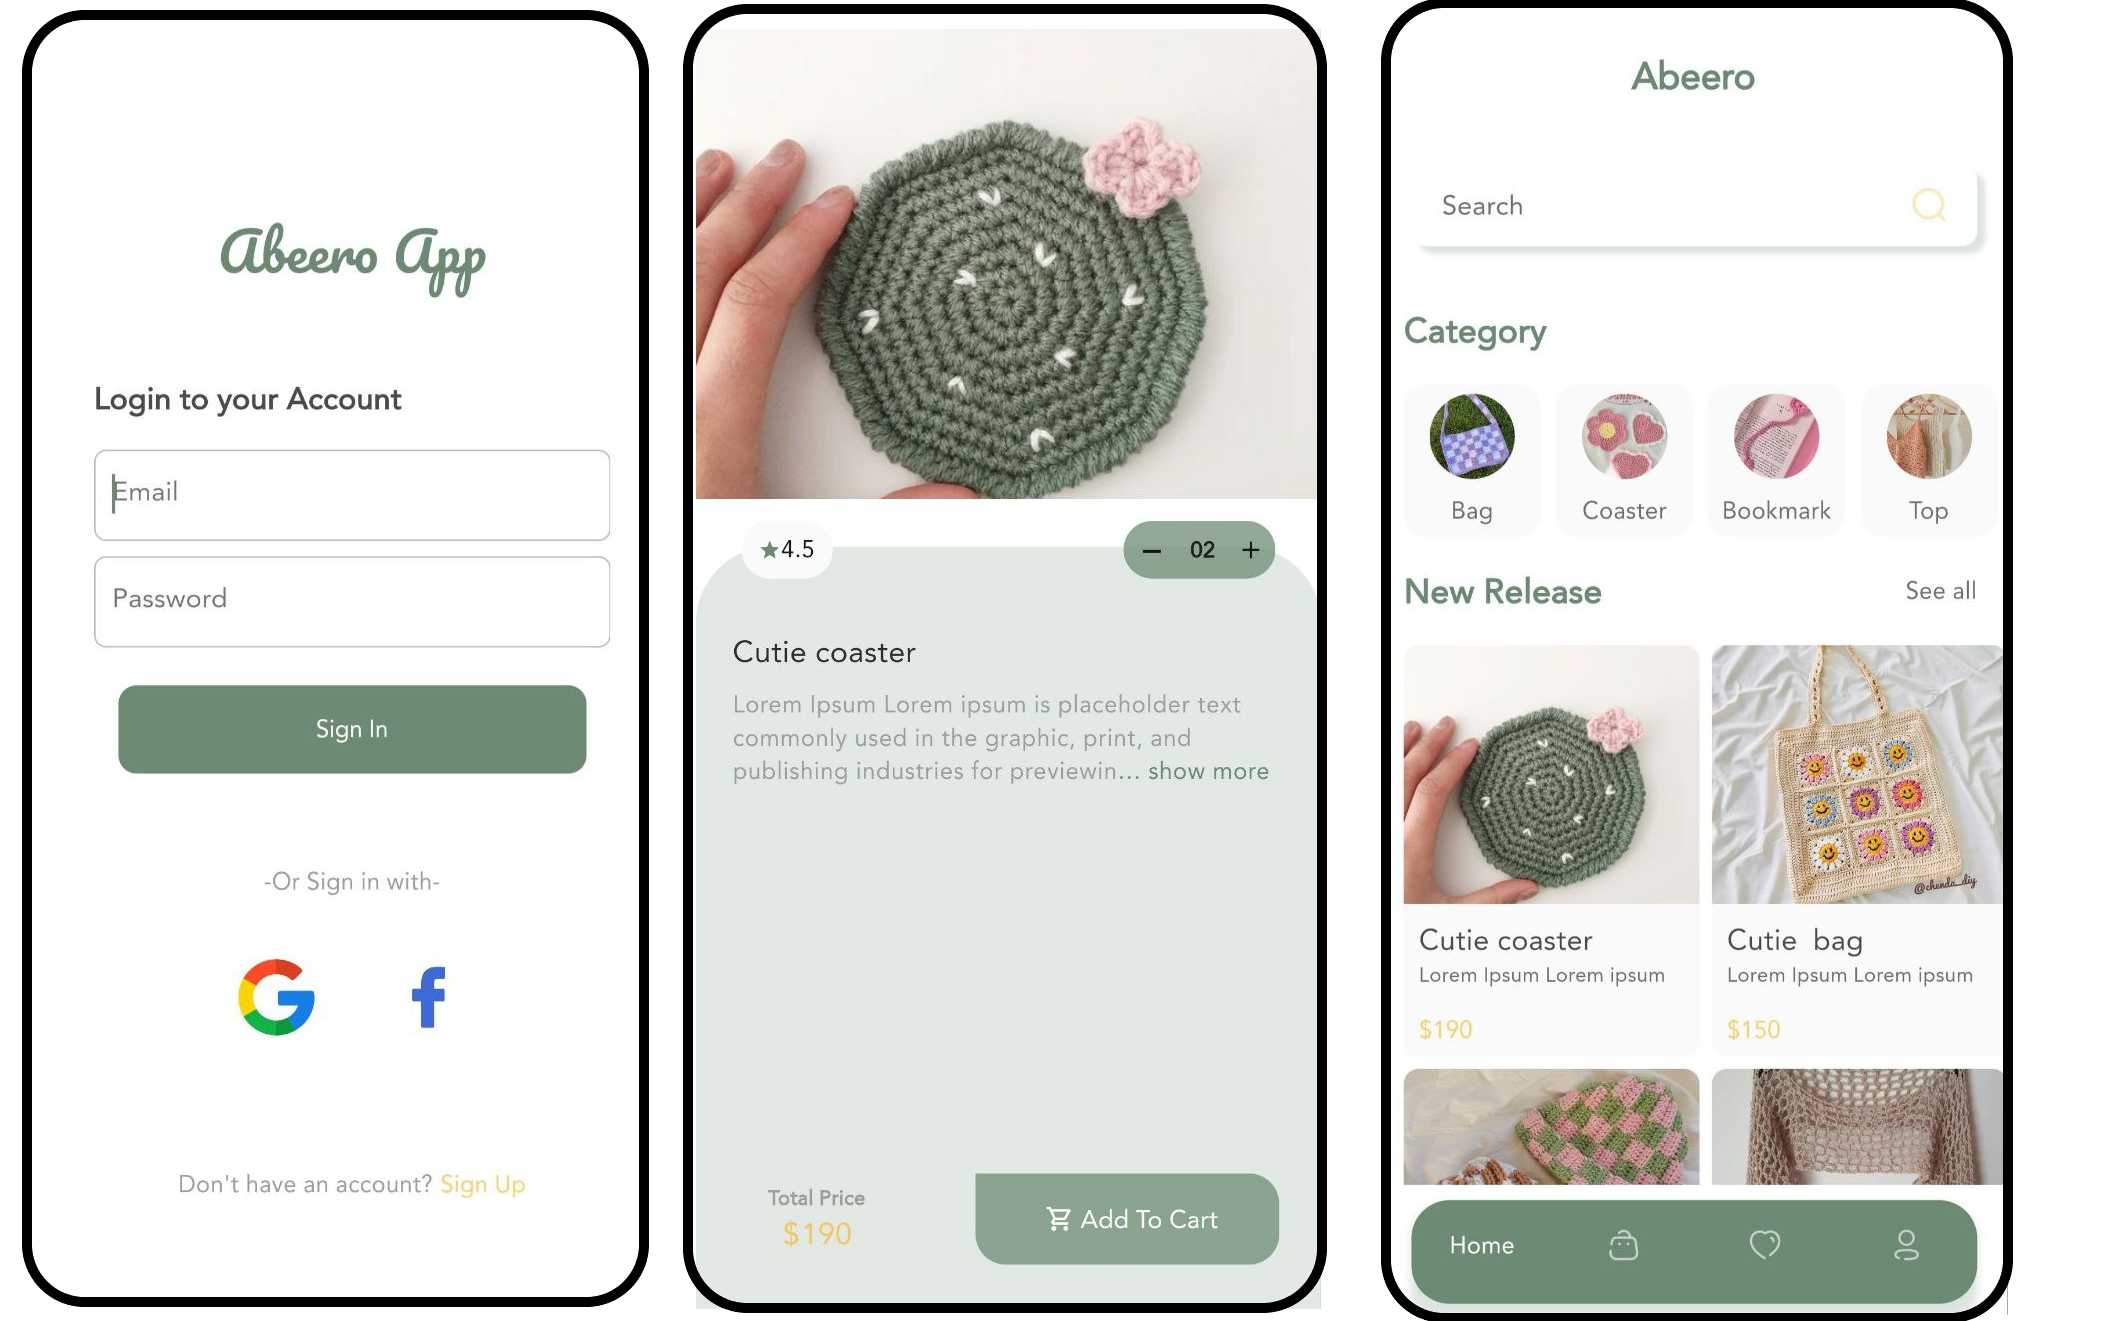 Abeero App
Login to your Account
Email
Password
Sign In
-Or Sign in with-
Don't have an account? Sign Up
4.5
02
Cutie coaster
Lorem Ipsum Lorem ipsum is placeholder text
commonly used in the graphic, print, and
publishing industries for previewin... show more
Total Price
$190
Add To Cart
Abeero
Search
Category
Bag
Coaster
Bookmark
Top
New Release
See all
@chenda_diy
Cutie coaster
Lorem Ipsum Lorem ipsum
$190
Cutie  bag
Lorem Ipsum Lorem ipsum
$150
Home